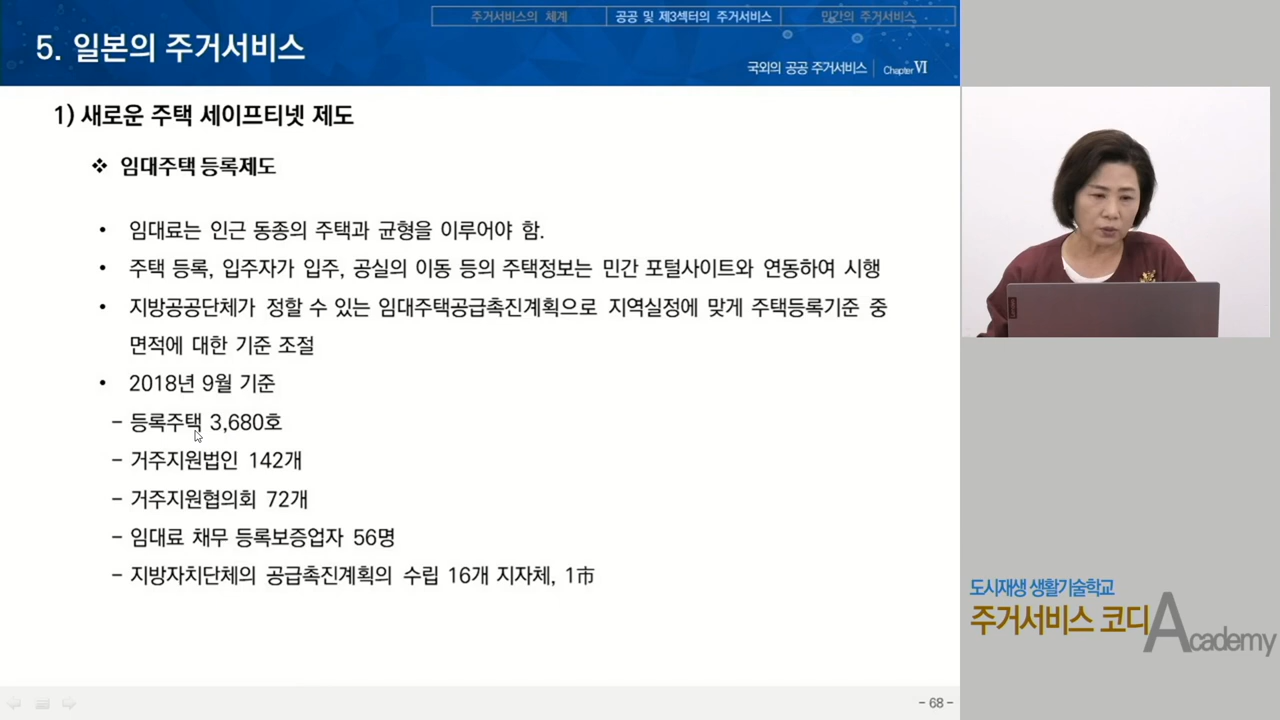 주거서비스의 체계
공공 및 제3섹터의 주거서비스
민간의 주거서비스
5. 일본의 주거서비스
국외의 공공 주거서비스 | Chapter Ⅵ
1) 새로운 주택 세이프티넷 제도
❖ 임대주택 등록제도
• 임대료는 인근 동종의 주택과 균형을 이루어야 함.
• 주택 등록, 입주자가 입주, 공실의 이동 등의 주택정보는 민간 포털사이트와 연동하여 시행
• 지방공공단체가 정할 수 있는 임대주택공급촉진계획으로 지역실정에 맞게 주택등록기준 중
면적에 대한 기준 조절
• 2018년 9월 기준
– 등록주택 3,680호
– 거주지원법인 142개
– 거주지원협의회 72개
– 임대료 채무 등록보증업자 56명
– 지방자치단체의 공급촉진계획의 수립 16개 지자체, 1市
도시재생 생활기술학교
주거서비스 코디 Academy
- 68 -